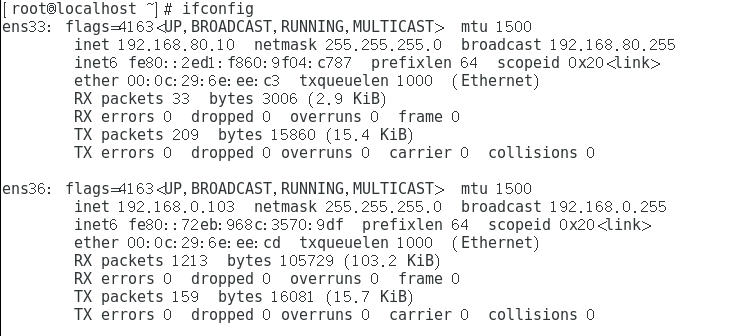 [root@localhost ~]# ifconfig
ens33: flags=4163<UP,BROADCAST,RUNNING,MULTICAST>  mtu 1500
        inet 192.168.80.10  netmask 255.255.255.0  broadcast 192.168.80.255
        inet6 fe80::2ed1:f860:9f04:c787  prefixlen 64  scopeid 0x20<link>
        ether 00:0c:29:6e:ee:c3  txqueuelen 1000  (Ethernet)
        RX packets 33  bytes 3006 (2.9 KiB)
        RX errors 0  dropped 0  overruns 0  frame 0
        TX packets 209  bytes 15860 (15.4 KiB)
        TX errors 0  dropped 0 overruns 0  carrier 0  collisions 0

ens36: flags=4163<UP,BROADCAST,RUNNING,MULTICAST>  mtu 1500
        inet 192.168.0.103  netmask 255.255.255.0  broadcast 192.168.0.255
        inet6 fe80::72eb:968c:3570:9df  prefixlen 64  scopeid 0x20<link>
        ether 00:0c:29:6e:ee:cd  txqueuelen 1000  (Ethernet)
        RX packets 1213  bytes 105729 (103.2 KiB)
        RX errors 0  dropped 0  overruns 0  frame 0
        TX packets 159  bytes 16081 (15.7 KiB)
        TX errors 0  dropped 0 overruns 0  carrier 0  collisions 0